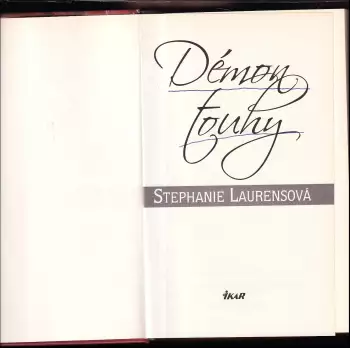 Démon
touhy
STEPHANIE LAURENSOVÁ
IKAR